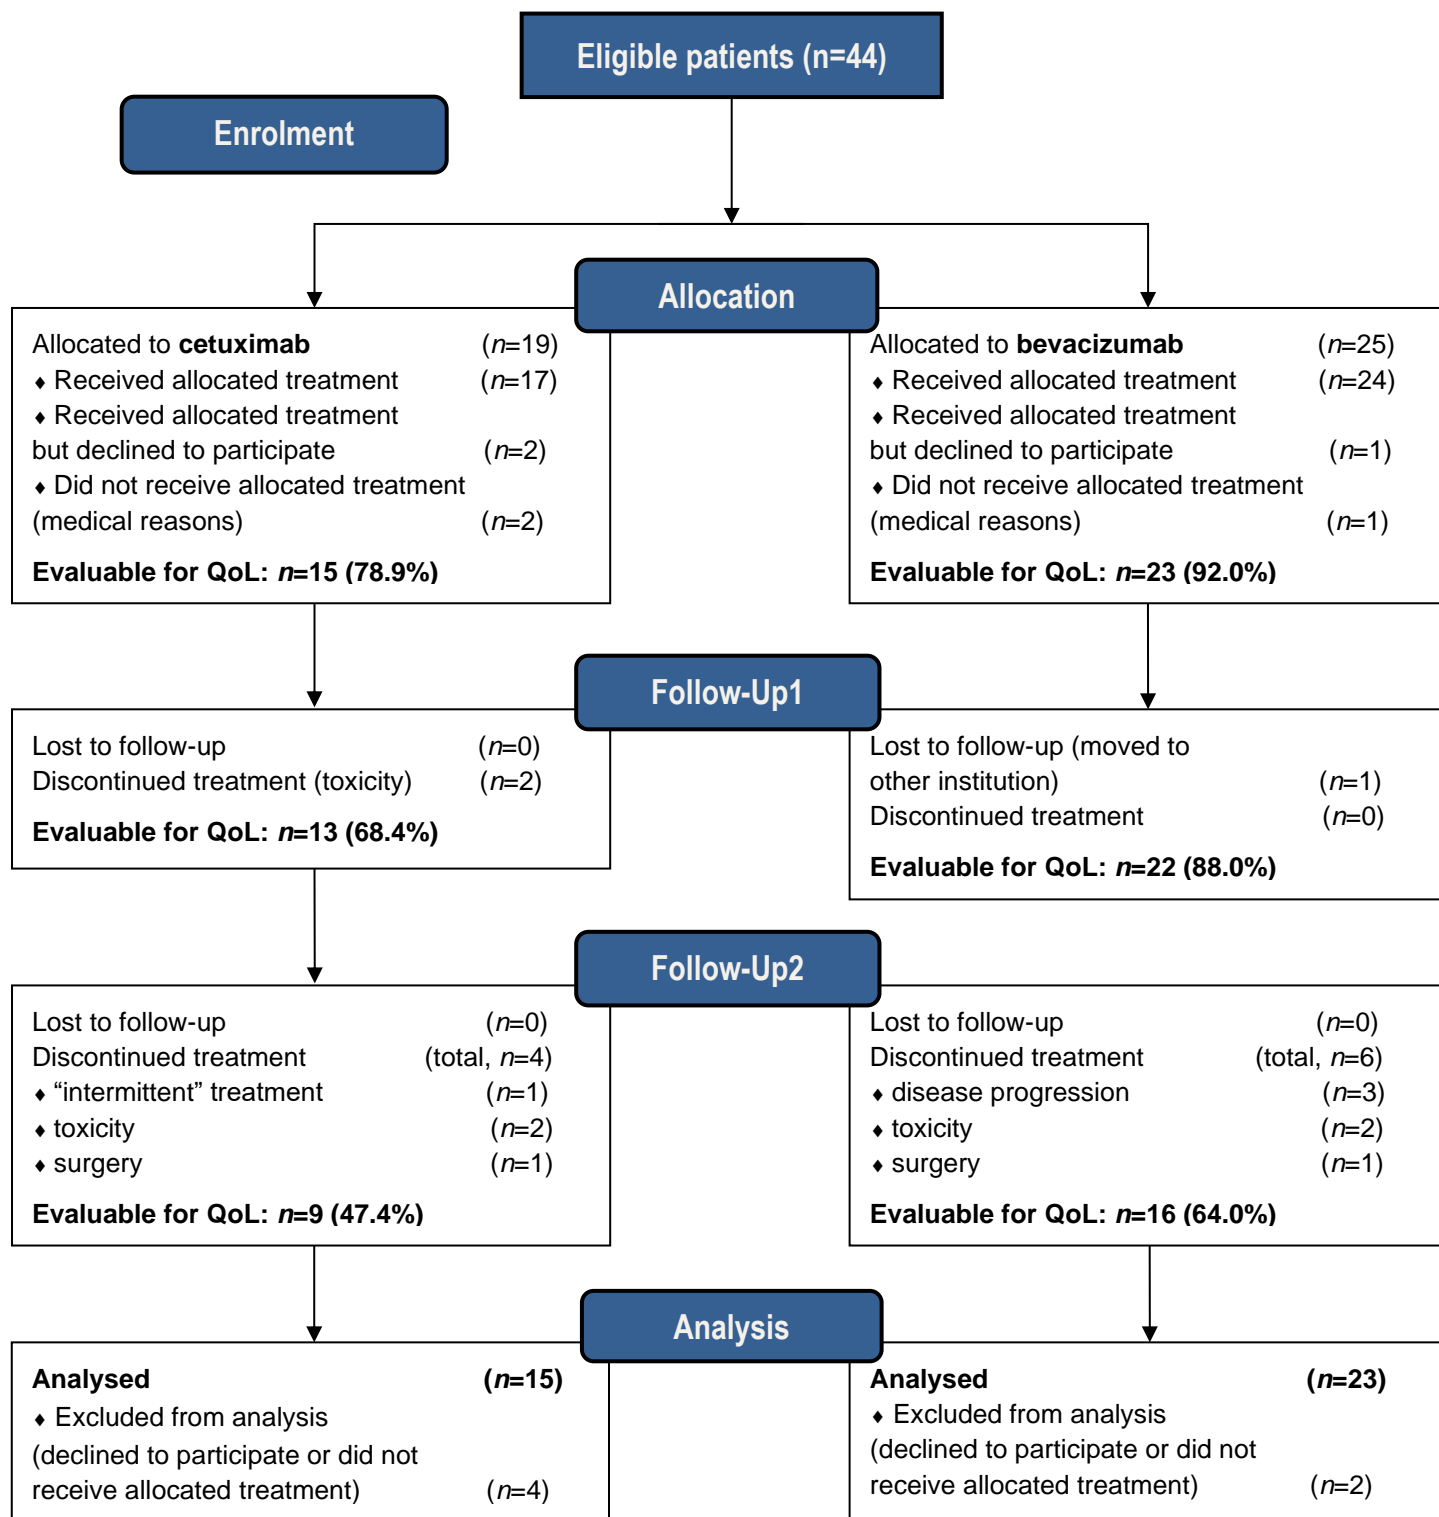 Eligible patients (n=44)
Enrolment
Allocation
Allocated to cetuximab (n=19)
♦ Received allocated treatment (n=17)
♦ Received allocated treatment
but declined to participate (n=2)
♦ Did not receive allocated treatment
(medical reasons) (n=2)
Evaluable for QoL: n=15 (78.9%)
Allocated to bevacizumab (n=25)
♦ Received allocated treatment (n=24)
♦ Received allocated treatment
but declined to participate (n=1)
♦ Did not receive allocated treatment
(medical reasons) (n=1)
Evaluable for QoL: n=23 (92.0%)
Follow-Up1
Lost to follow-up (n=0)
Discontinued treatment (toxicity) (n=2)
Evaluable for QoL: n=13 (68.4%)
Lost to follow-up (moved to
other institution) (n=1)
Discontinued treatment (n=0)
Evaluable for QoL: n=22 (88.0%)
Follow-Up2
Lost to follow-up (n=0)
Discontinued treatment (total, n=4)
♦ “intermittent” treatment (n=1)
♦ toxicity (n=2)
♦ surgery (n=1)
Evaluable for QoL: n=9 (47.4%)
Lost to follow-up (n=0)
Discontinued treatment (total, n=6)
♦ disease progression (n=3)
♦ toxicity (n=2)
♦ surgery (n=1)
Evaluable for QoL: n=16 (64.0%)
Analysis
Analysed (n=15)
♦ Excluded from analysis
(declined to participate or did not
receive allocated treatment) (n=4)
Analysed (n=23)
♦ Excluded from analysis
(declined to participate or did not
receive allocated treatment) (n=2)